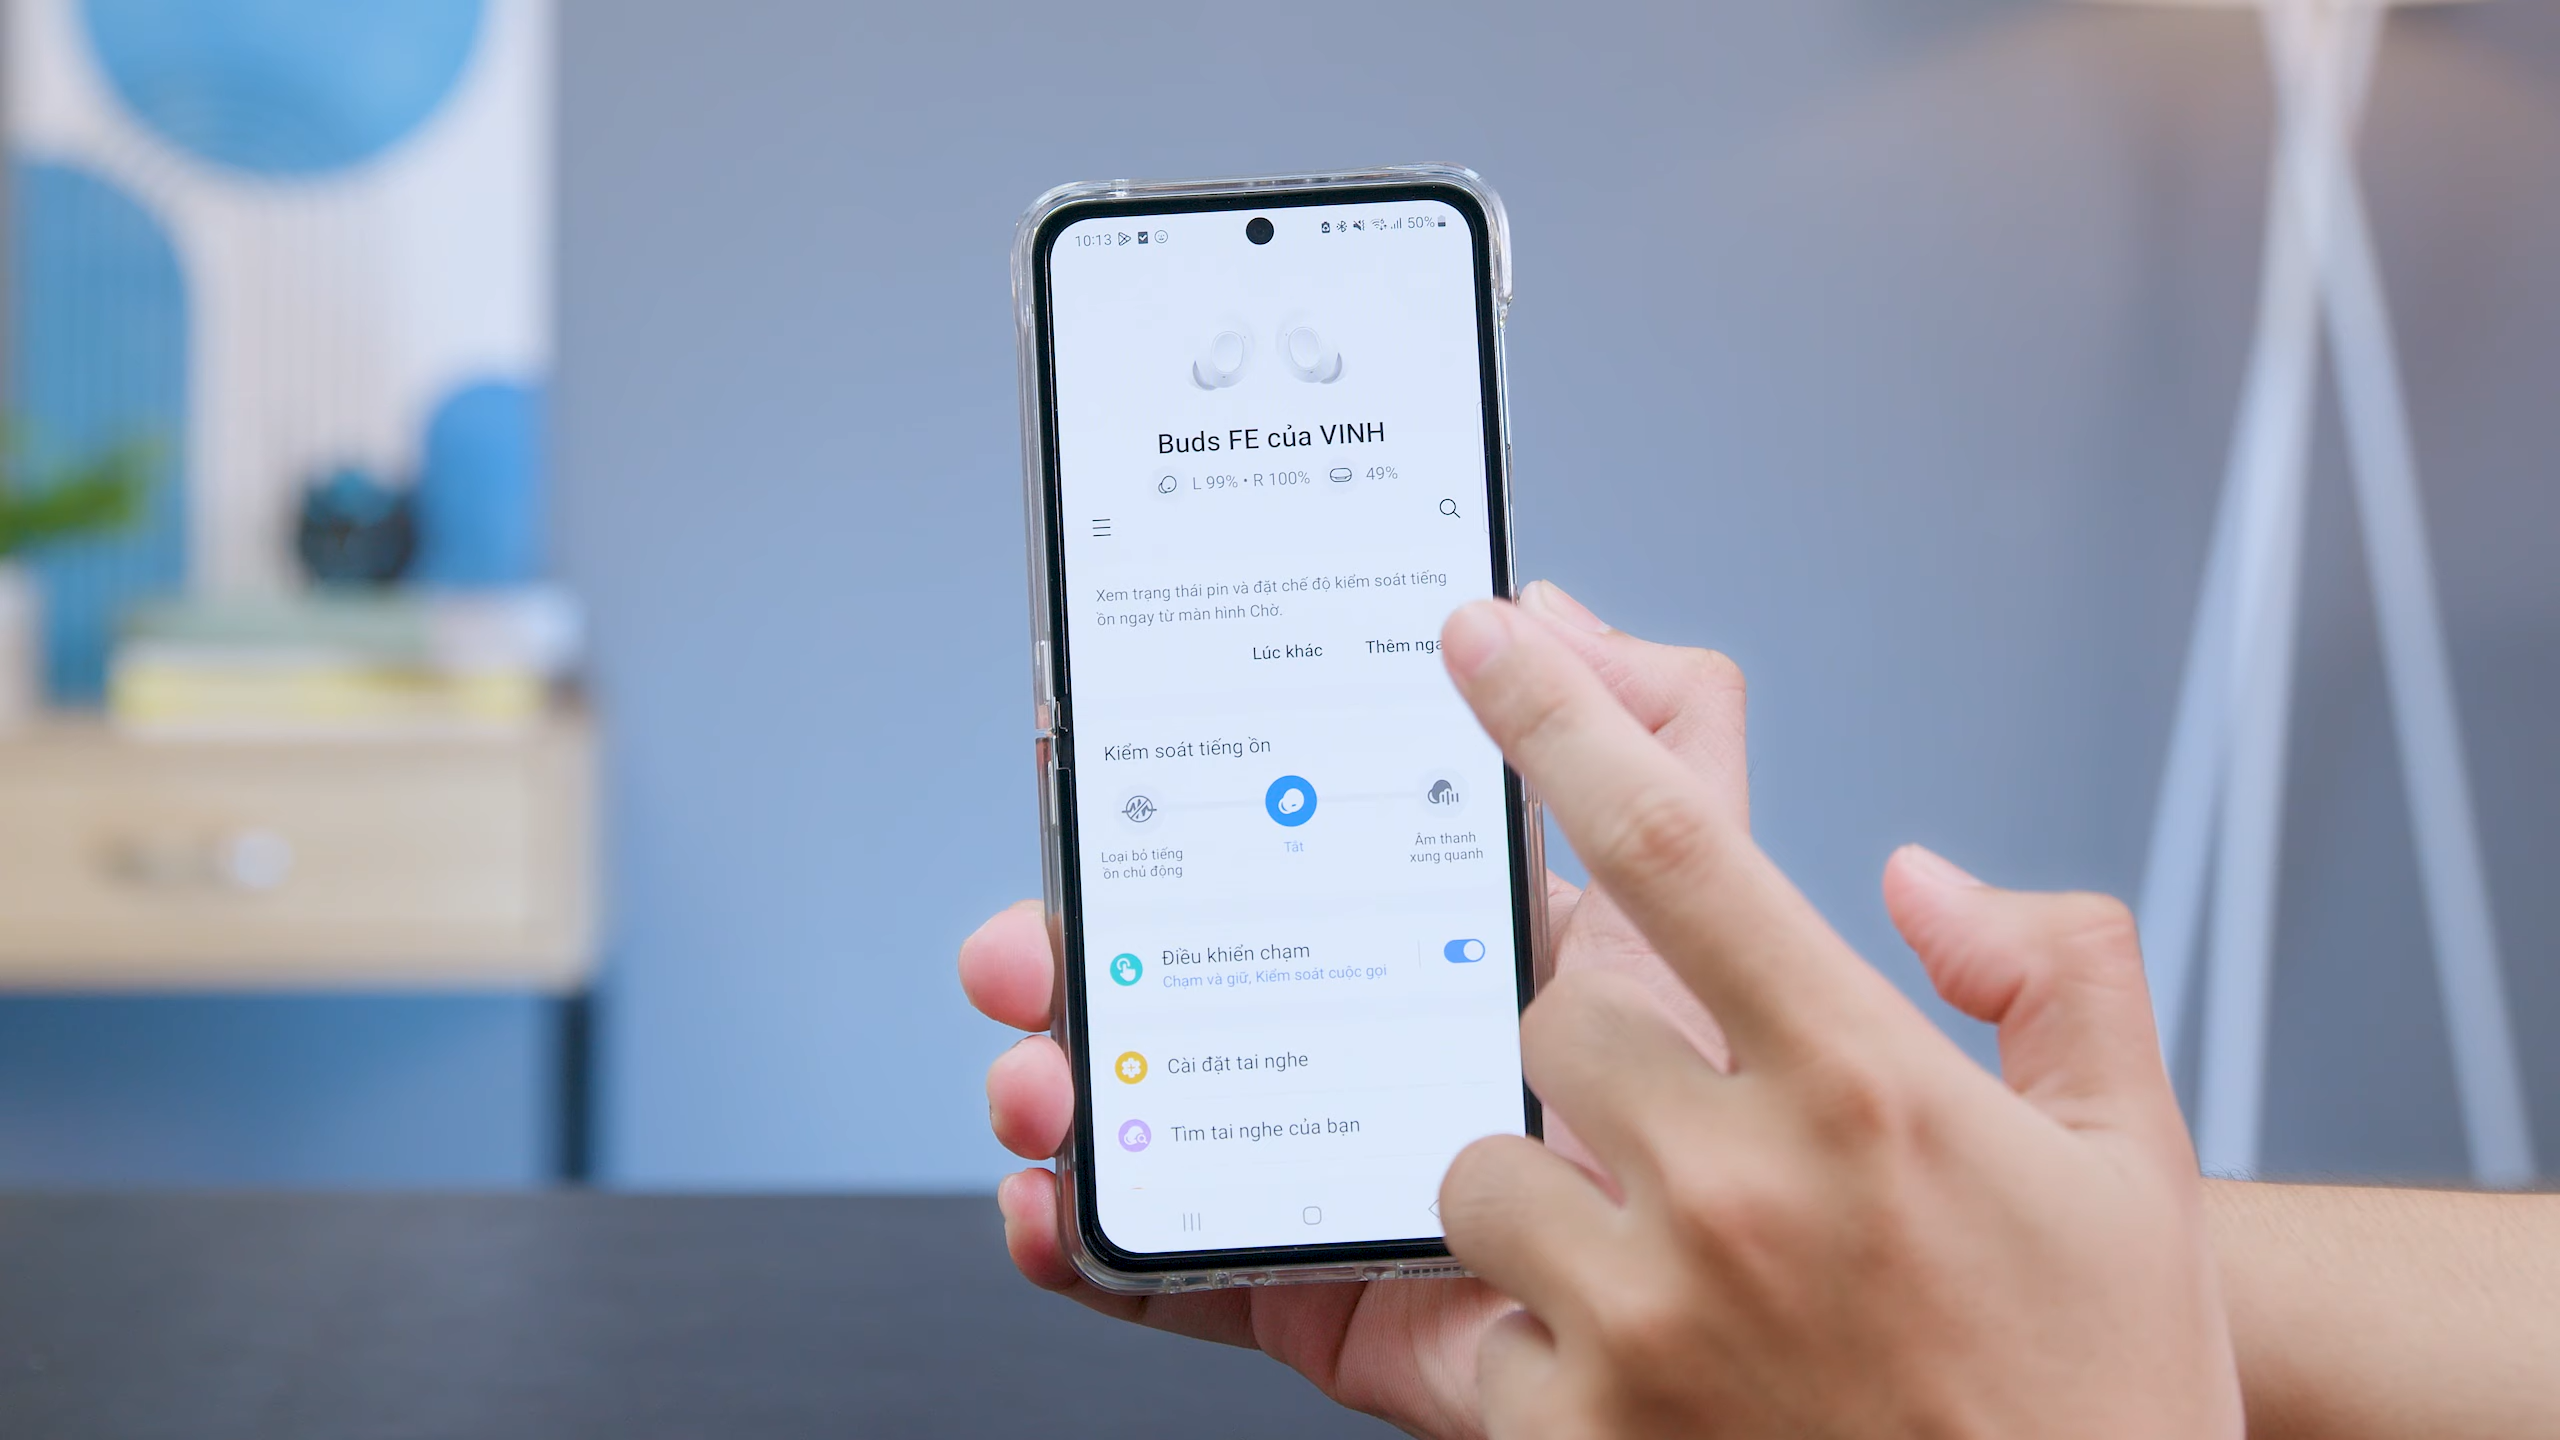 10:13
50%
Buds FE của VINH
L 99% • R 100% 49%
Xem trạng thái pin và đặt chế độ kiểm soát tiếng
ồn ngay từ màn hình Chờ.
Lúc khác Thêm nga
Kiểm soát tiếng ồn
Loại bỏ tiếng
ồn chủ động
Tắt
Âm thanh
xung quanh
Điều khiển chạm
Chạm và giữ, Kiểm soát cuộc gọi
Cài đặt tai nghe
Tìm tai nghe của bạn